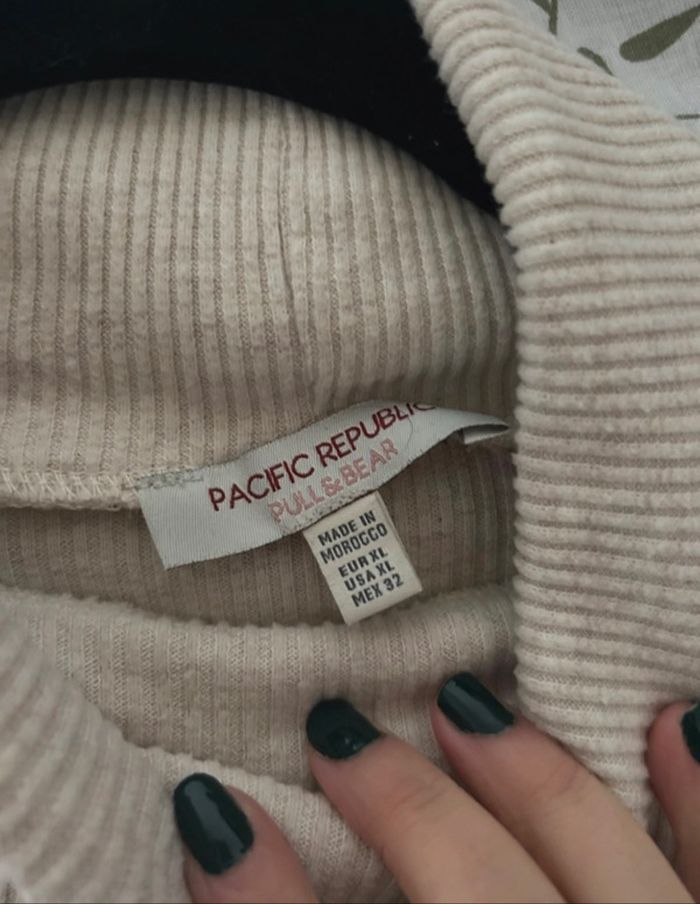 PACIFIC REPUBLIC
PULL&BEAR
MADE IN
MOROCCO
EUR XL
USA XL
MEX 32